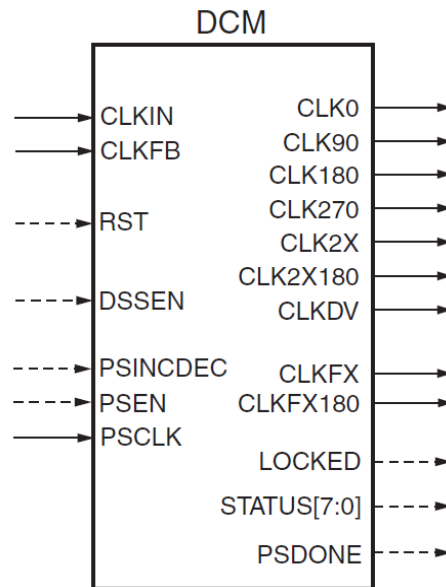 DCM
CLKIN
CLKFB
RST
DSSEN
PSINCDEC
PSEN
PSCLK
CLK0
CLK90
CLK180
CLK270
CLK2X
CLK2X180
CLKDV
CLKFX
CLKFX180
LOCKED
STATUS[7:0]
PSDONE